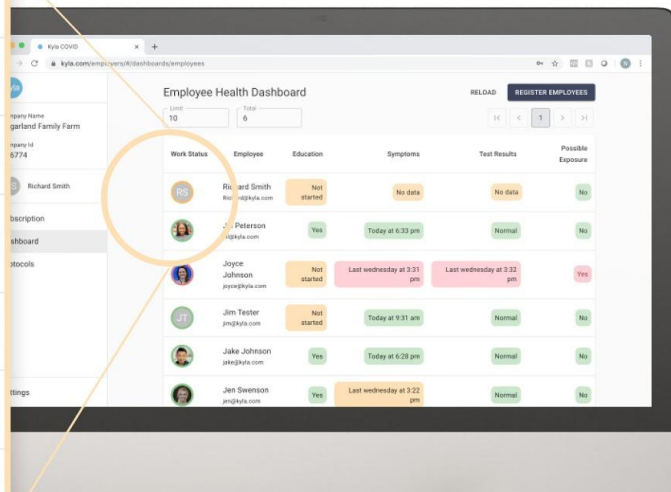 Kyla COVID
kyla.com/employers/#/dashboards/employees
Employee Health Dashboard
RELOAD
REGISTER EMPLOYEES
Limit
10
Total
6
1
Company Name
garland Family Farm
Company Id
6774
Richard Smith
Dashboard
Protocols
Settings
Work Status Employee Education Symptoms Test Results Possible Exposure
RS Richard Smith Not started No data No data No
Peterson Yes Today at 6:33 pm Normal No
Joyce Johnson Not started Last wednesday at 3:31 pm Last wednesday at 3:32 pm Yes
joyce@kyla.com
JT Jim Tester Not started Today at 9:31 am Normal No
jim@kyla.com
Jake Johnson Yes Today at 6:28 pm Normal No
jake@kyla.com
Jen Swenson Yes Last wednesday at 3:22 pm Normal No
jen@kyla.com